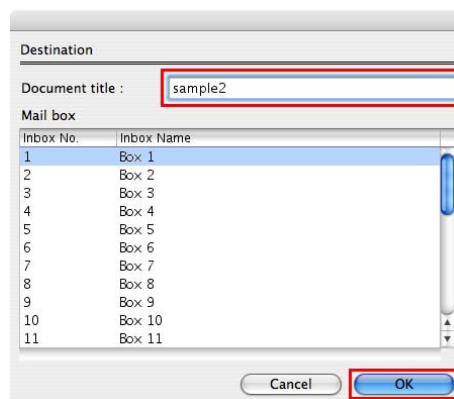 Destination
Document title : sample2
Mail box
Inbox No. Inbox Name
1 Box 1
2 Box 2
3 Box 3
4 Box 4
5 Box 5
6 Box 6
7 Box 7
8 Box 8
9 Box 9
10 Box 10
11 Box 11
Cancel OK